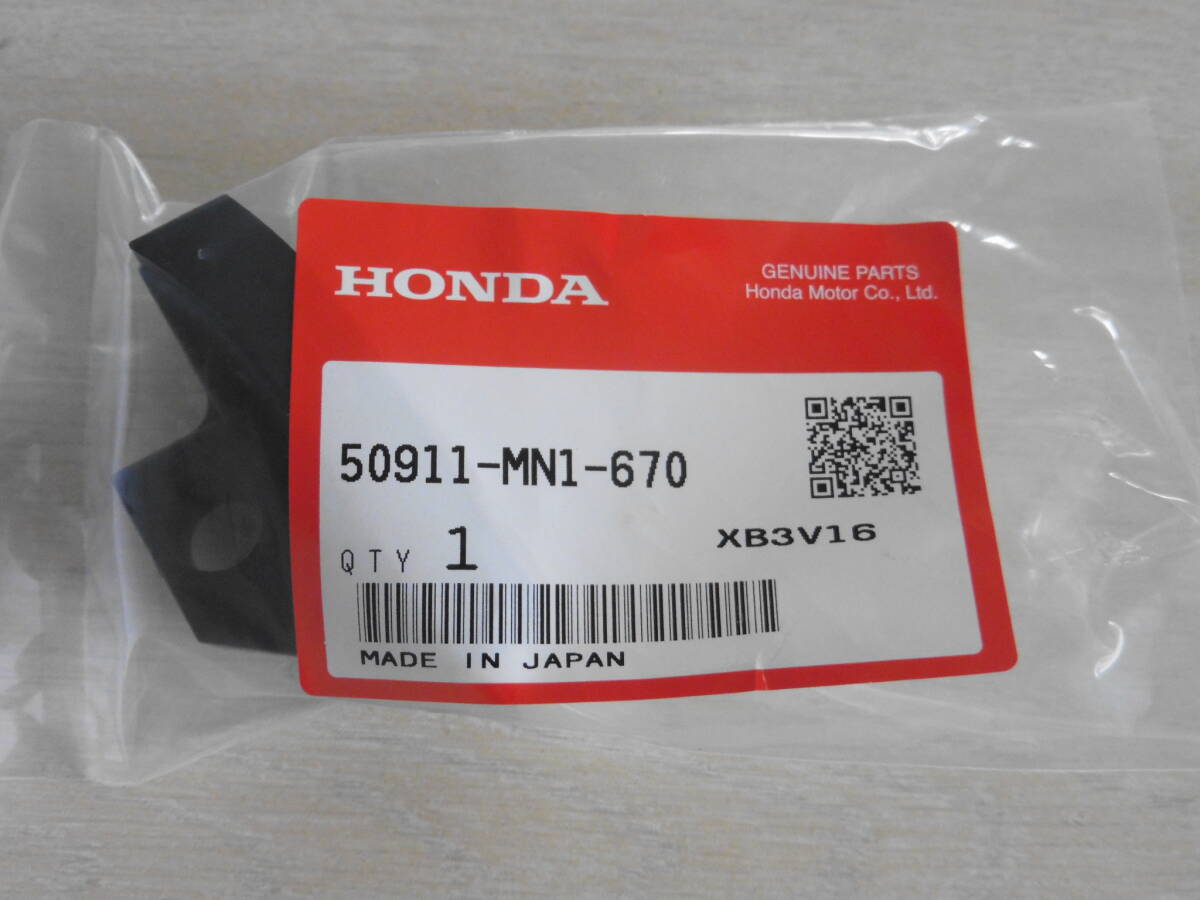 HONDA
GENUINE PARTS
Honda Motor Co., Ltd.
50911-MN1-670
XB3V16
QTY 1
MADE IN JAPAN